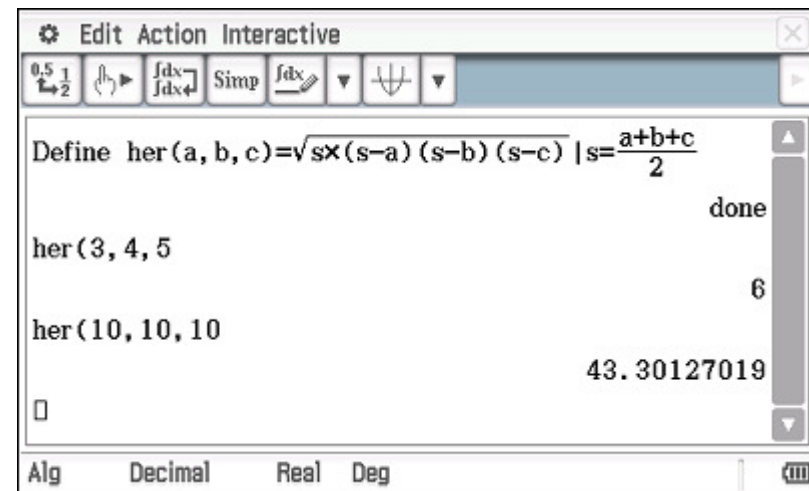 Edit Action Interactive
0.5 1 2 ∫dx ∫dx Simp ∫dx
Define her(a,b,c)=√s×(s-a)(s-b)(s-c) |s=a+b+c/2
done
her(3,4,5
6
her(10,10,10
43.30127019
Alg Decimal Real Deg